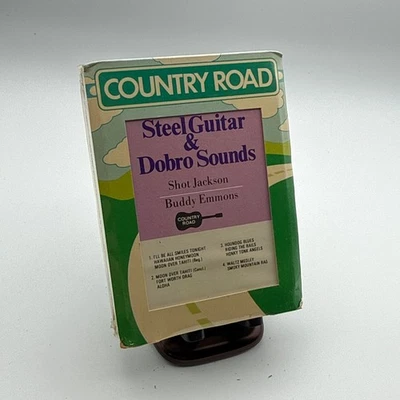 COUNTRY ROAD
Steel Guitar
&
Dobro Sounds
Shot Jackson
Buddy Emmons
COUNTRY
ROAD
1. I'LL BE ALL SMILES TONIGHT
HAWAIIAN HONEYMOON
MOON OVER TAHITI (Beg.)
2. MOON OVER TAHITI (Conc.)
FORT WORTH DRAG
ALOHA
3. HOUNDOG BLUES
RIDING THE RAILS
HONKY TONK ANGELS
4. WALTZ MEDLEY
SMOKY MOUNTAIN RAG